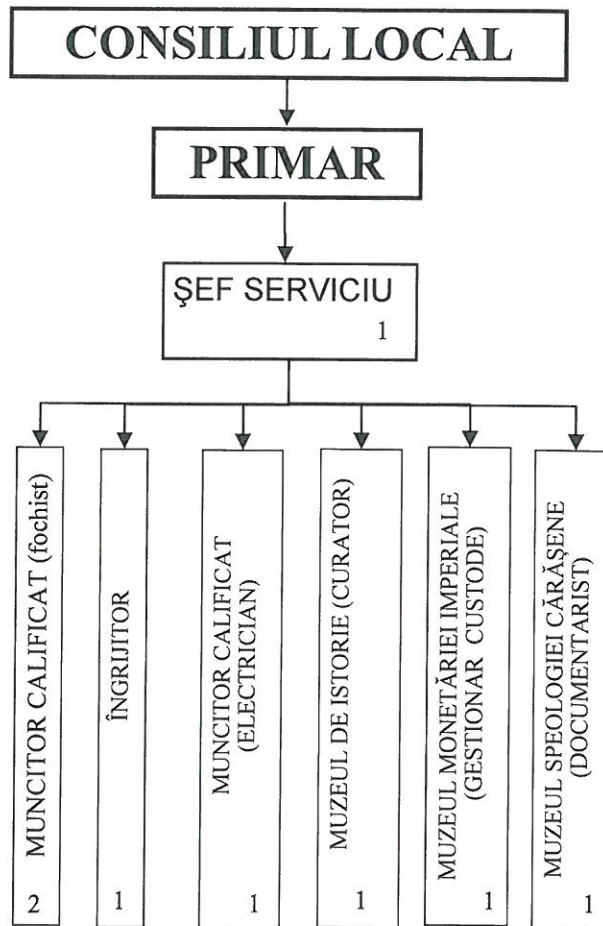 CONSILIUL LOCAL
PRIMAR
ŞEF SERVICIU
1
MUNCITOR CALIFICAT (fochist)
2
ÎNGRIJITOR
1
MUNCITOR CALIFICAT
(ELECTRICIAN)
1
MUZEUL DE ISTORIE (CURATOR)
1
MUZEUL MONETĂRIEI IMPERIALE
(GESTIONAR CUSTODE)
1
MUZEUL SPEOLOGIEI CĂRĂŞENE
(DOCUMENTARIST)
1